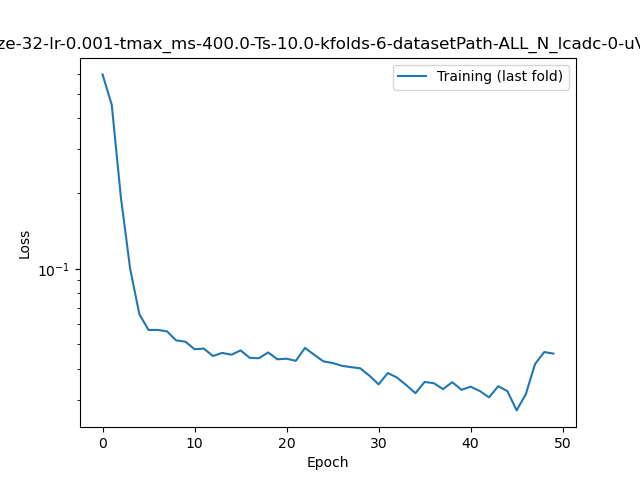 ze-32-lr-0.001-tmax_ms-400.0-Ts-10.0-kfolds-6-datasetPath-ALL_N_lcadc-0-uV
Training (last fold)
Loss
10⁻¹
0 10 20 30 40 50
Epoch